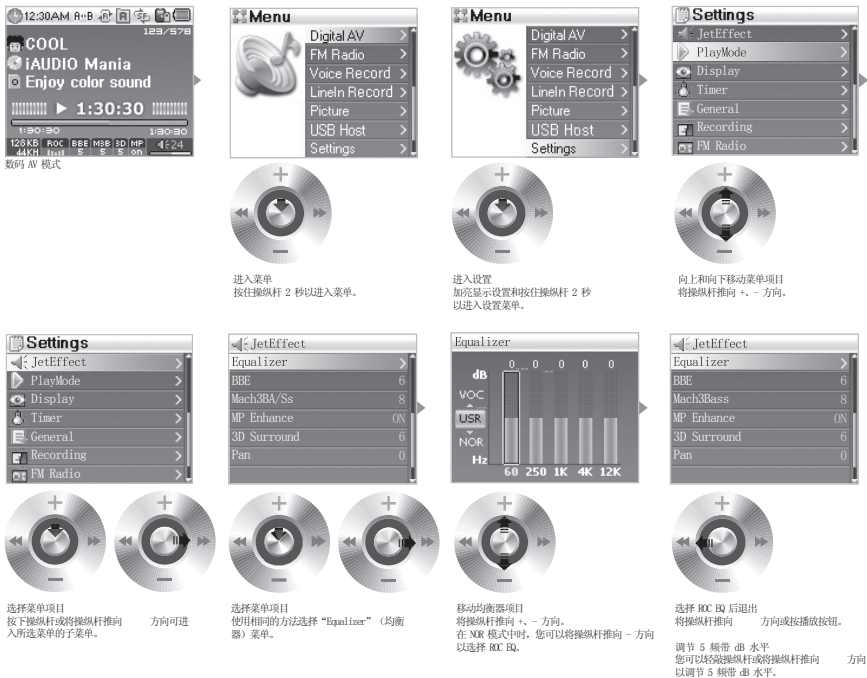 12:30AM A↔B R A SF
123/578
COOL
iAUDIO Mania
Enjoy color sound
1:30:30
1:30:30 1:30:30
128KB ROC BBE M3B 3D MP 24
44KH 5 5 5 on
数码 AV 模式
Menu
Digital AV >
FM Radio >
Voice Record >
LineIn Record >
Picture >
USB Host >
Settings >
进入菜单
按住操纵杆 2 秒以进入菜单。
Menu
Digital AV >
FM Radio >
Voice Record >
LineIn Record >
Picture >
USB Host >
Settings >
进入设置
加亮显示设置和按住操纵杆 2 秒
以进入设置菜单。
Settings
JetEffect >
PlayMode >
Display >
Timer >
General >
Recording >
FM Radio >
向上和向下移动菜单项目
将操纵杆推向 +、- 方向。
Settings
JetEffect >
PlayMode >
Display >
Timer >
General >
Recording >
FM Radio >
选择菜单项目
按下操纵杆或将操纵杆推向 方向可进
入所选菜单的子菜单。
JetEffect
Equalizer >
BBE 6
Mach3BA/Ss 8
MP Enhance ON
3D Surround 6
Pan 0
选择菜单项目
使用相同的方法选择“Equalizer”（均衡
器）菜单。
Equalizer
0 0 0 0 0
dB
VOC
USR
NOR
Hz
60 250 1K 4K 12K
移动均衡器项目
将操纵杆推向 +、- 方向。
在 NOR 模式中时，您可以将操纵杆推向 - 方向
以选择 ROC EQ。
JetEffect
Equalizer >
BBE 6
Mach3Bass 8
MP Enhance ON
3D Surround 6
Pan 0
选择 ROC EQ 后退出
将操纵杆推向 方向或按播放按钮。
调节 5 频带 dB 水平
您可以轻敲操纵杆或将操纵杆推向 方向
以调节 5 频带 dB 水平。